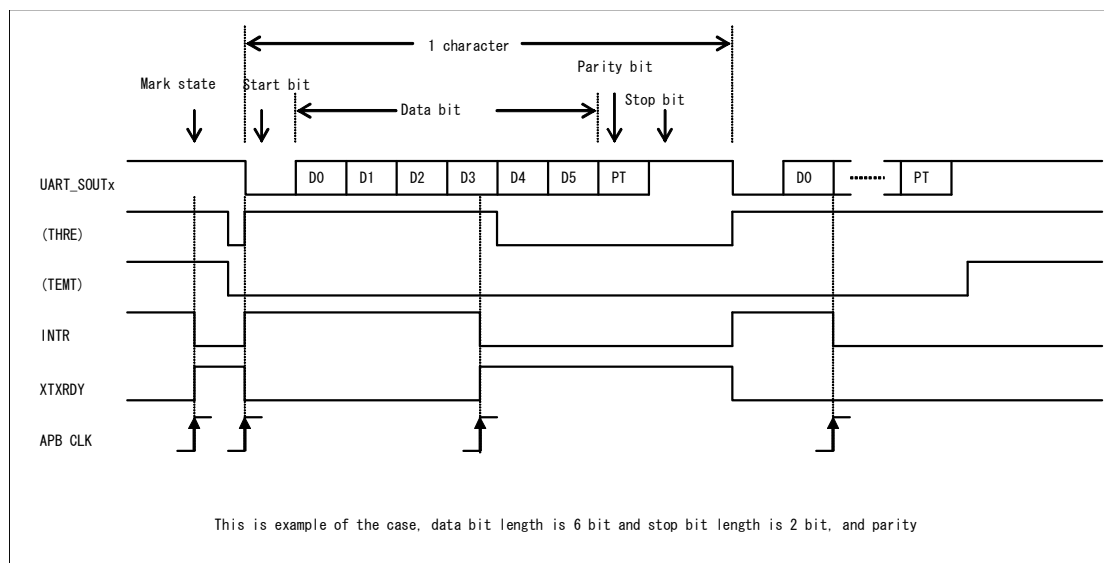 1 character
Parity bit
Mark state
Start bit
Stop bit
Data bit
UART_SOUTx
D0 D1 D2 D3 D4 D5 PT D0 PT
(THRE)
(TEMT)
INTR
XTXRDY
APB CLK
This is example of the case, data bit length is 6 bit and stop bit length is 2 bit, and parity